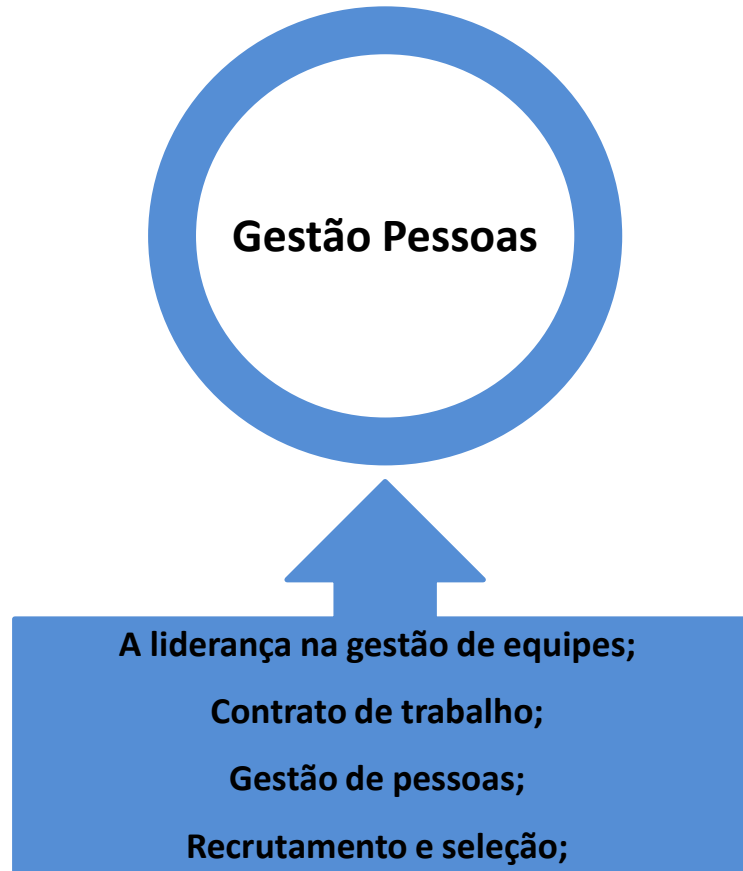 Gestão Pessoas
A liderança na gestão de equipes;
Contrato de trabalho;
Gestão de pessoas;
Recrutamento e seleção;